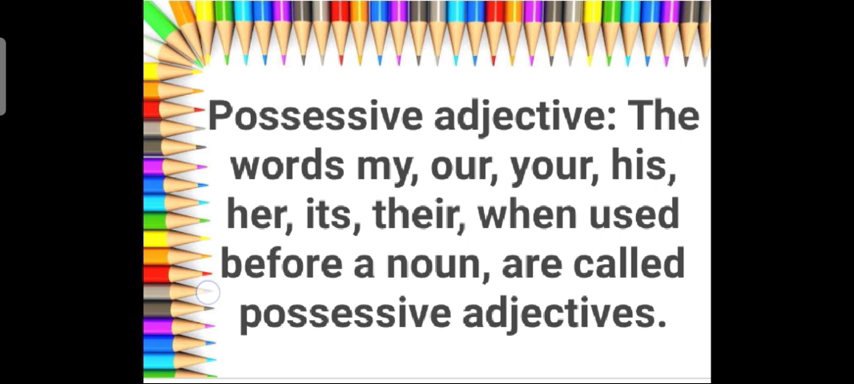 Possessive adjective: The
words my, our, your, his,
her, its, their, when used
before a noun, are called
possessive adjectives.